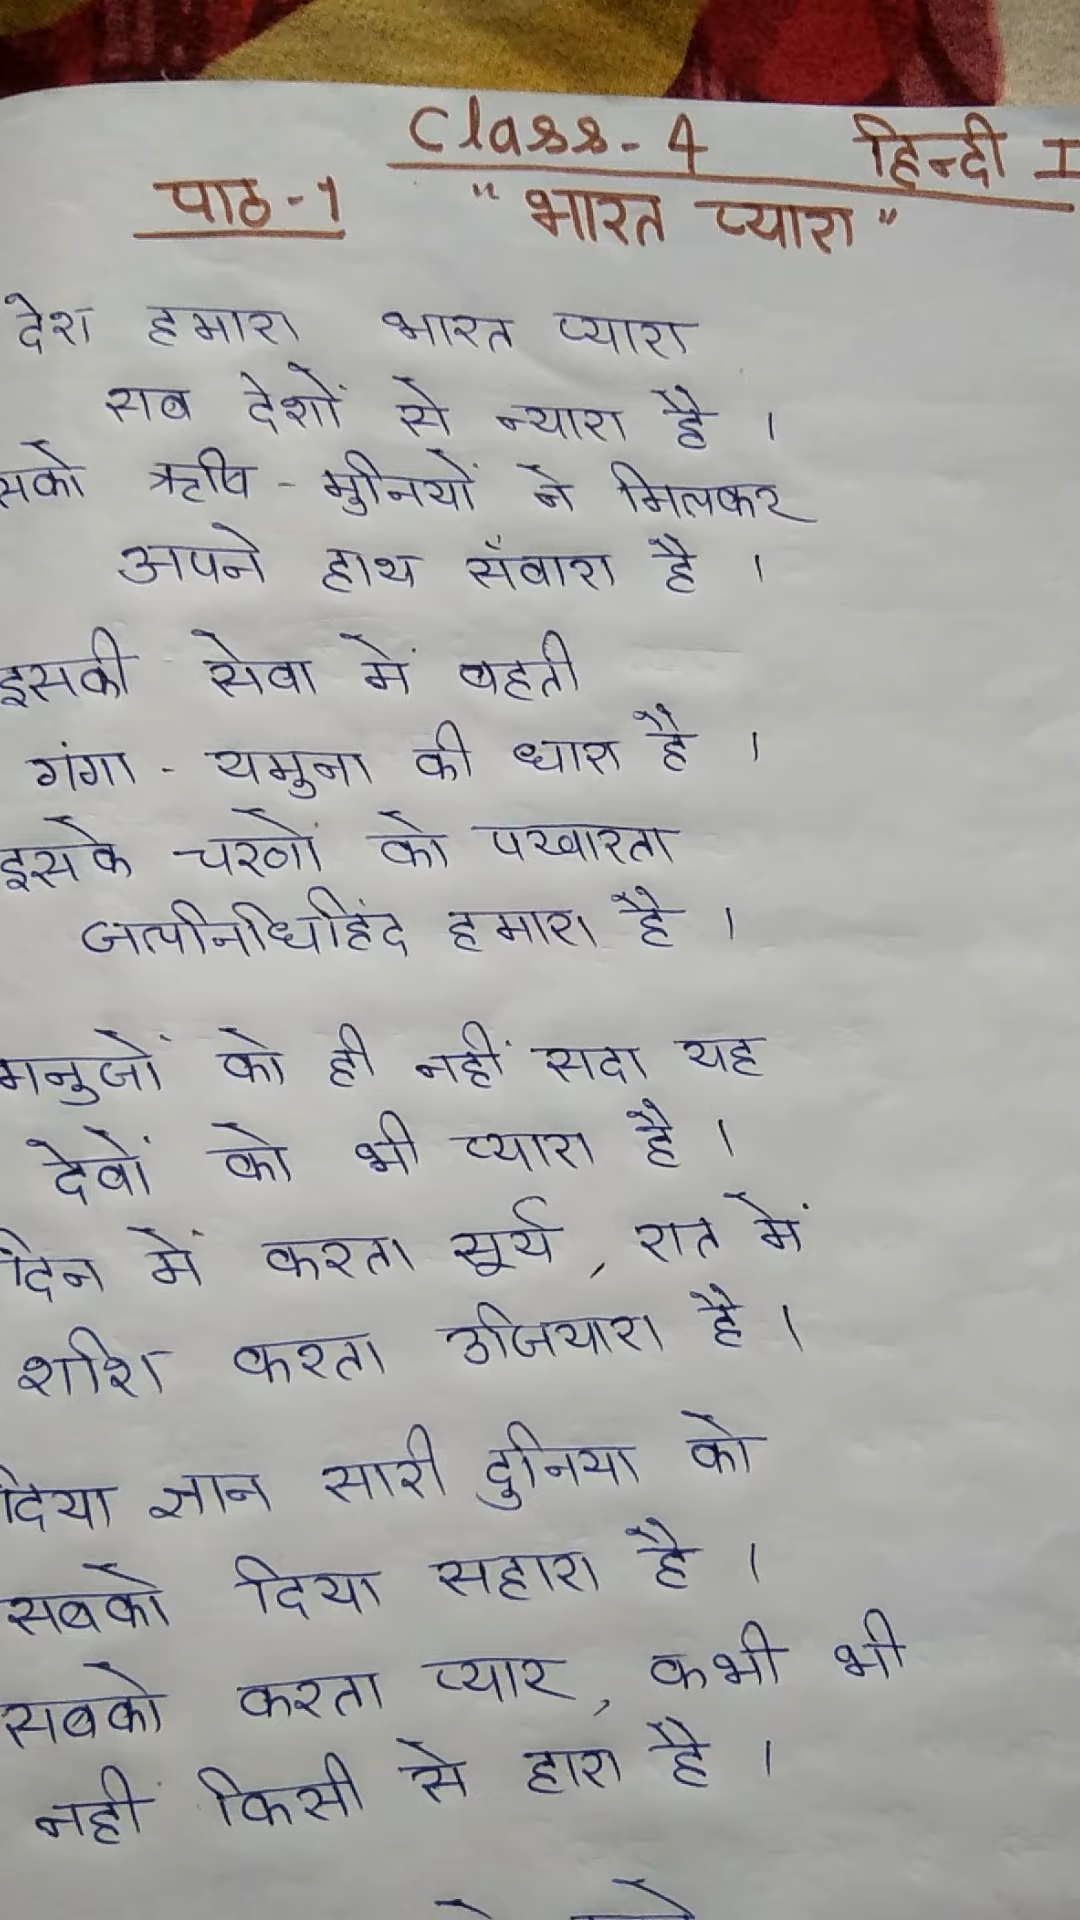 Class-4 हिन्दी I
पाठ-1 "भारत प्यारा"
देश हमारा भारत प्यारा
सब देशों से न्यारा है ।
सको ऋषि - मुनियों ने मिलकर
अपने हाथ सँवारा है ।
इसकी सेवा में बहती
गंगा - यमुना की धारा है ।
इसके चरणों को पखारता
जलनिधिहिंद हमारा है ।
मनुजों को ही नहीं सदा यह
देवों को भी प्यारा है ।
दिन में करता सूर्य, रात में
शशि करता उजियारा है ।
दिया ज्ञान सारी दुनिया को
सबको दिया सहारा है ।
सबको करता प्यार, कभी भी
नहीं किसी से हारा है ।